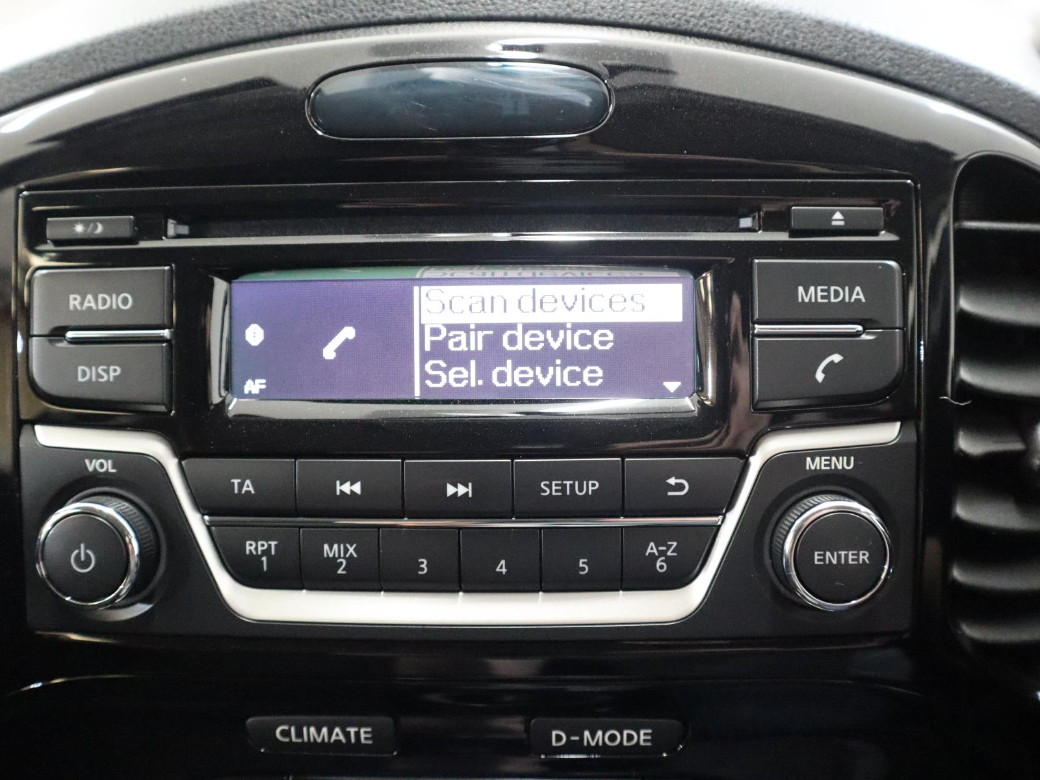 RADIO
DISP
AF
Scan devices
Pair device
Sel. device
MEDIA
VOL
TA
SETUP
MENU
RPT
1
MIX
2
3
4
5
A-Z
6
ENTER
CLIMATE
D-MODE